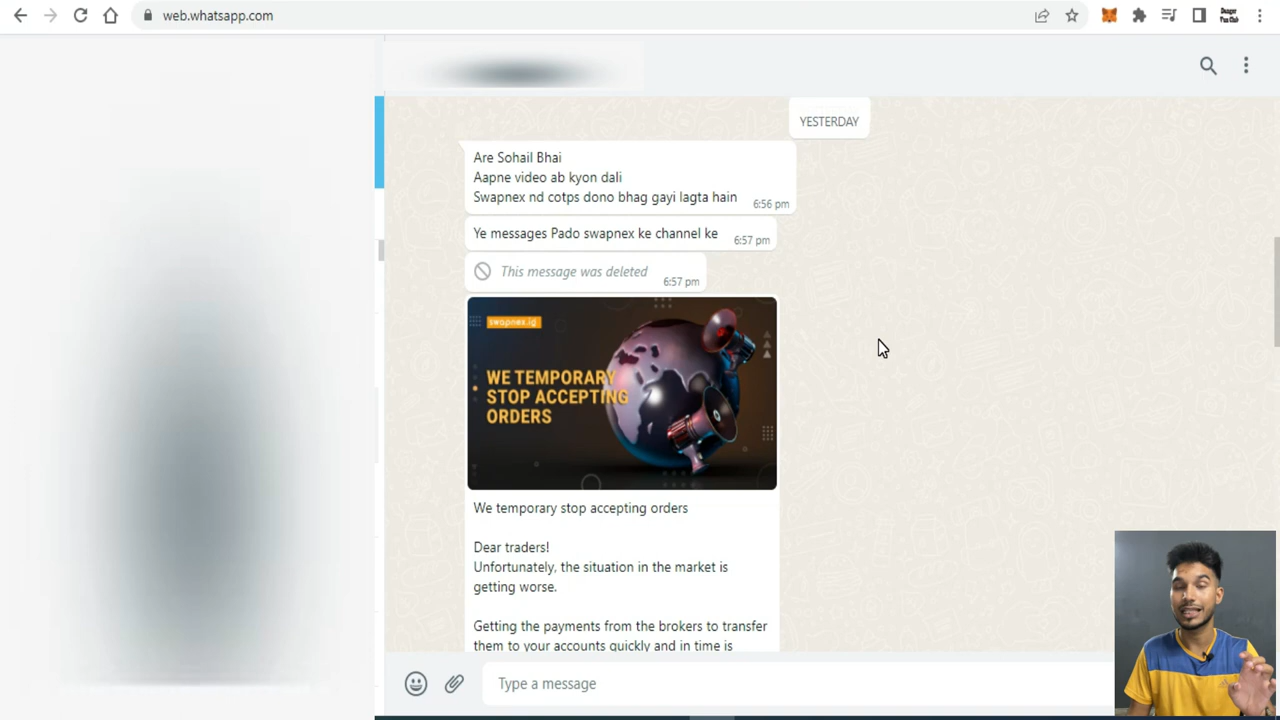 web.whatsapp.com
YESTERDAY
Are Sohail Bhai
Aapne video ab kyon dali
Swapnex nd cotps dono bhag gayi lagta hain
6:56 pm
Ye messages Pado swapnex ke channel ke
6:57 pm
This message was deleted
6:57 pm
swapnex.ig
WE TEMPORARY
STOP ACCEPTING
ORDERS
We temporary stop accepting orders
Dear traders!
Unfortunately, the situation in the market is
getting worse.
Getting the payments from the brokers to transfer
them to your accounts quickly and in time is
Type a message